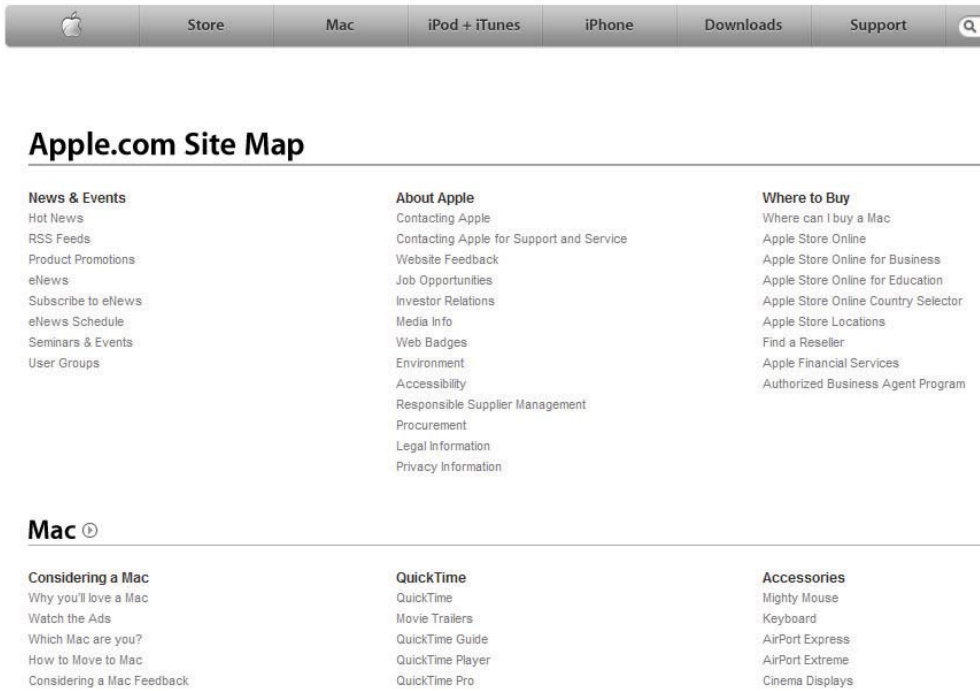 Store Mac iPod + iTunes iPhone Downloads Support
Apple.com Site Map
News & Events
Hot News
RSS Feeds
Product Promotions
eNews
Subscribe to eNews
eNews Schedule
Seminars & Events
User Groups
About Apple
Contacting Apple
Contacting Apple for Support and Service
Website Feedback
Job Opportunities
Investor Relations
Media Info
Web Badges
Environment
Accessibility
Responsible Supplier Management
Procurement
Legal Information
Privacy Information
Where to Buy
Where can I buy a Mac
Apple Store Online
Apple Store Online for Business
Apple Store Online for Education
Apple Store Online Country Selector
Apple Store Locations
Find a Reseller
Apple Financial Services
Authorized Business Agent Program
Mac
Considering a Mac
Why you'll love a Mac
Watch the Ads
Which Mac are you?
How to Move to Mac
Considering a Mac Feedback
QuickTime
QuickTime
Movie Trailers
QuickTime Guide
QuickTime Player
QuickTime Pro
Accessories
Mighty Mouse
Keyboard
AirPort Express
AirPort Extreme
Cinema Displays